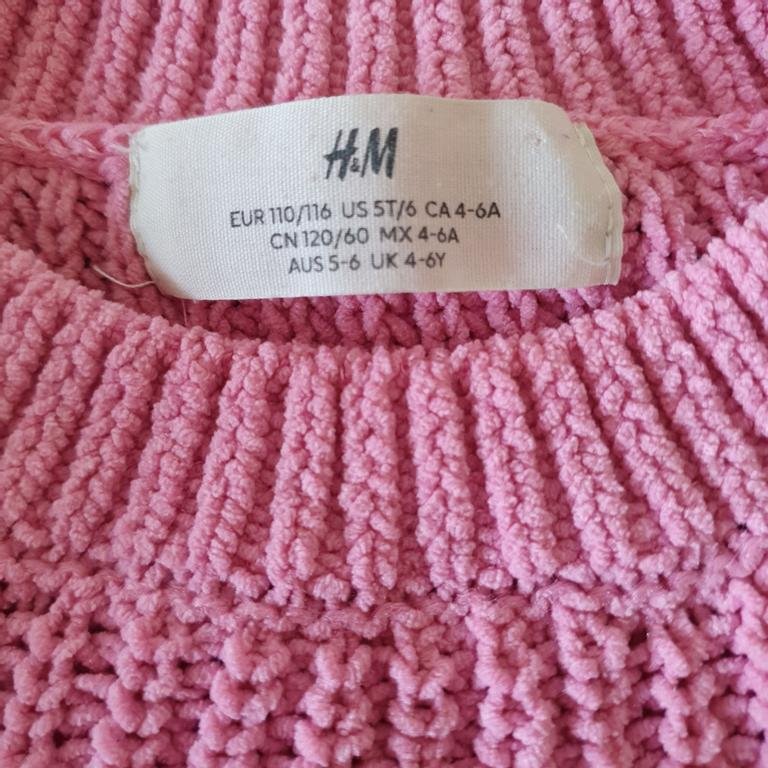 H&M
EUR 110/116 US 5T/6 CA 4-6A
CN 120/60 MX 4-6A
AUS 5-6 UK 4-6Y